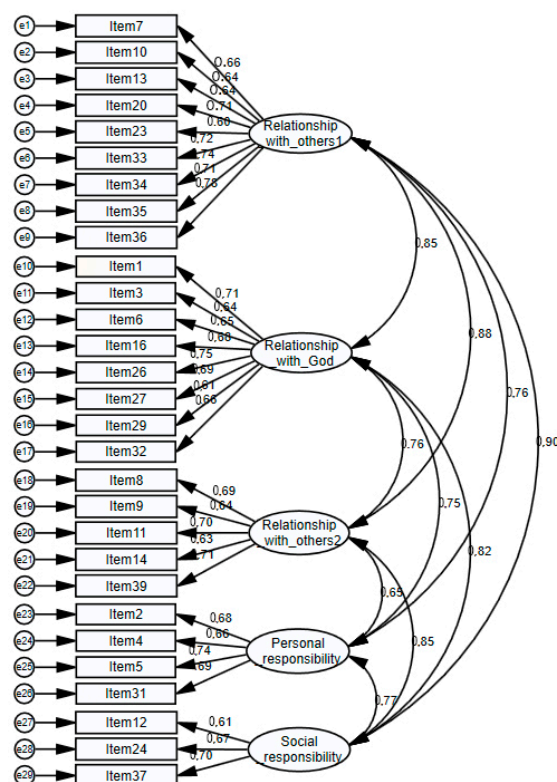 e1 Item7
e2 Item10
e3 Item13
e4 Item20
e5 Item23
e6 Item33
e7 Item34
e8 Item35
e9 Item36
0.66
0.64
0.64
0.71
0.72
0.74
0.71
0.78
Relationship
with_others1
e10 Item1
e11 Item3
e12 Item6
e13 Item16
e14 Item26
e15 Item27
e16 Item29
e17 Item32
0.71
0.64
0.65
0.68
0.75
0.69
0.61
0.66
Relationship
_with_God
e18 Item8
e19 Item9
e20 Item11
e21 Item14
e22 Item39
0.69
0.64
0.70
0.63
0.71
Relationship
with_others2
e23 Item2
e24 Item4
e25 Item5
e26 Item31
0.68
0.66
0.74
0.69
Personal
_responsibility
e27 Item12
e28 Item24
e29 Item37
0.61
0.67
0.70
Social
_responsibility
0.85
0.88
0.76
0.90
0.76
0.75
0.82
0.65
0.85
0.77